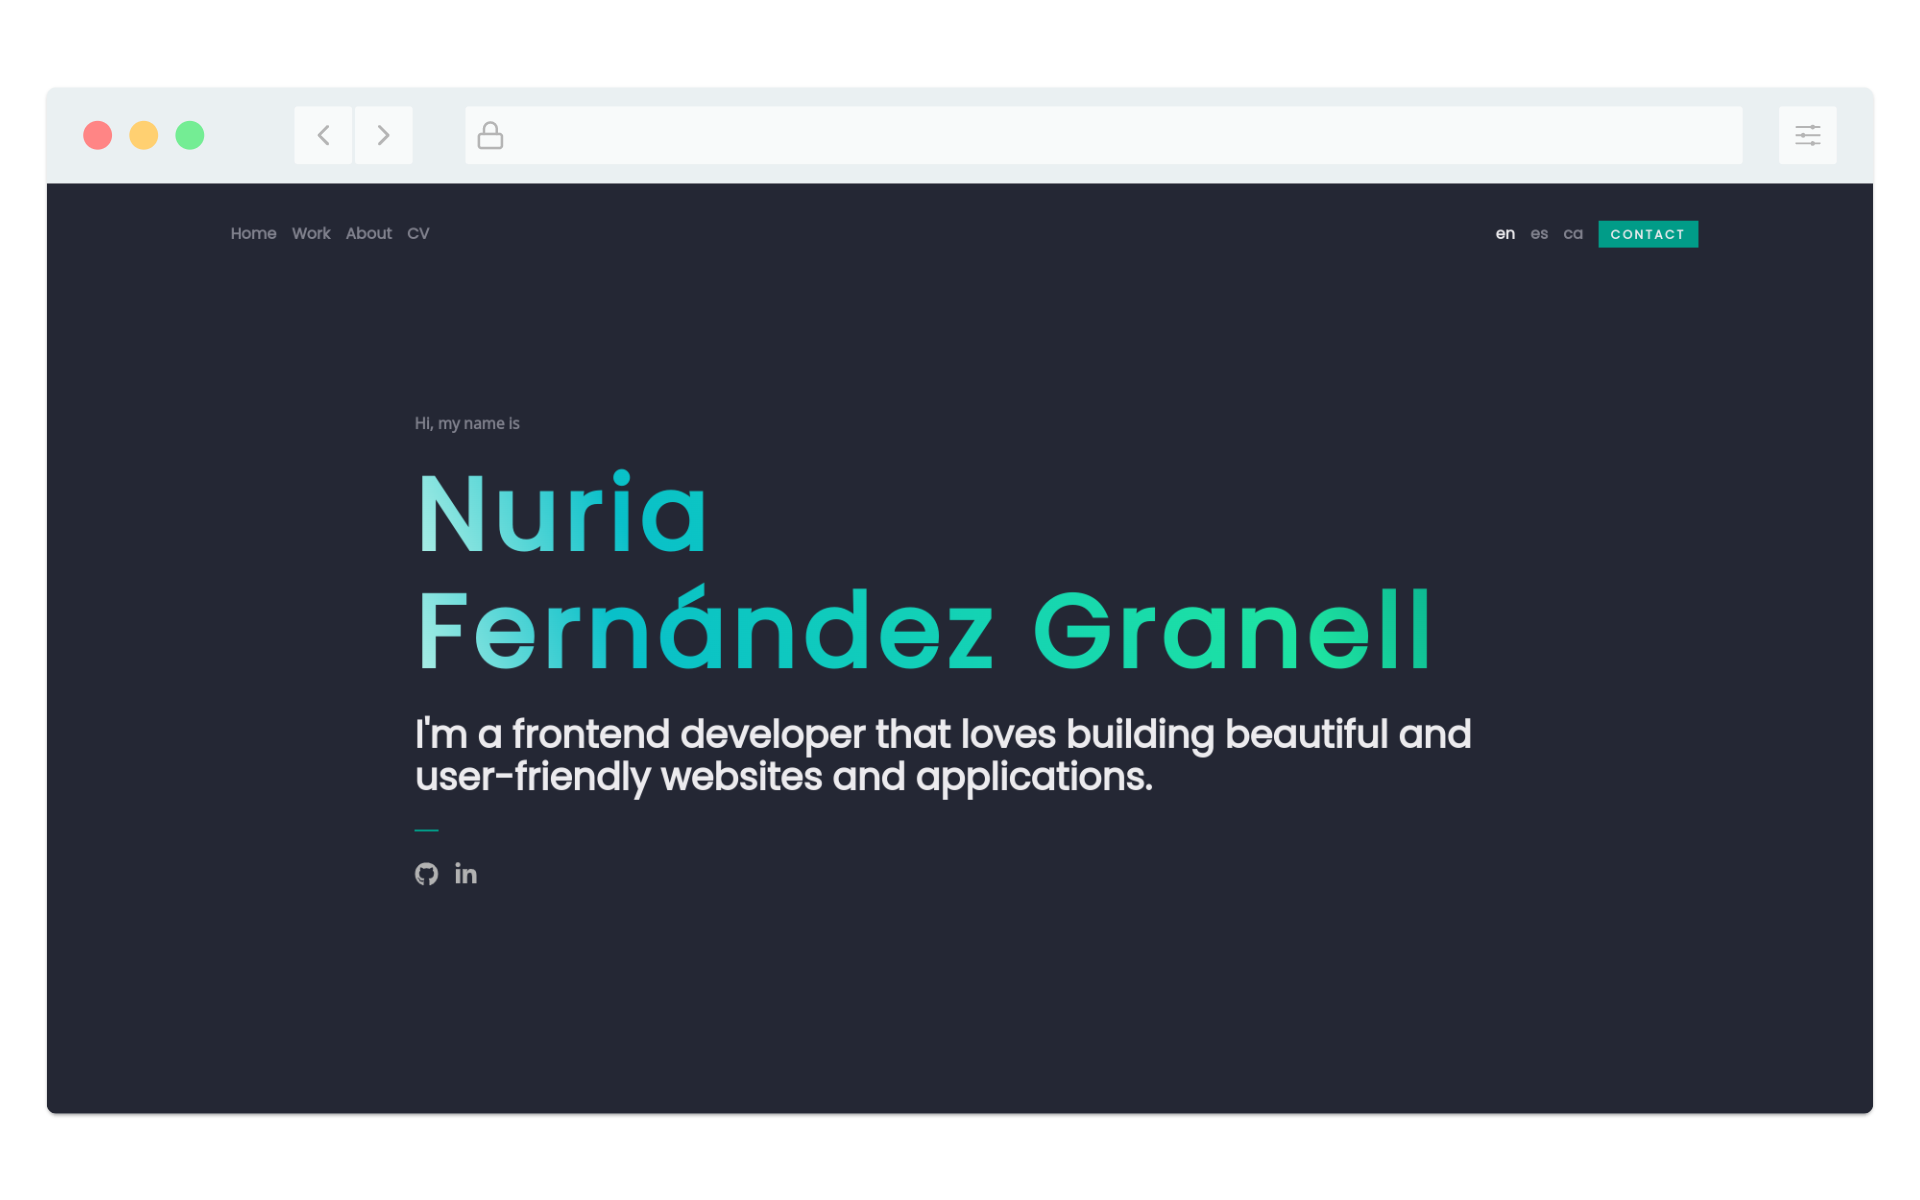 Home Work About CV en es ca CONTACT
Hi, my name is
Nuria
Fernández Granell
I'm a frontend developer that loves building beautiful and
user-friendly websites and applications.
in